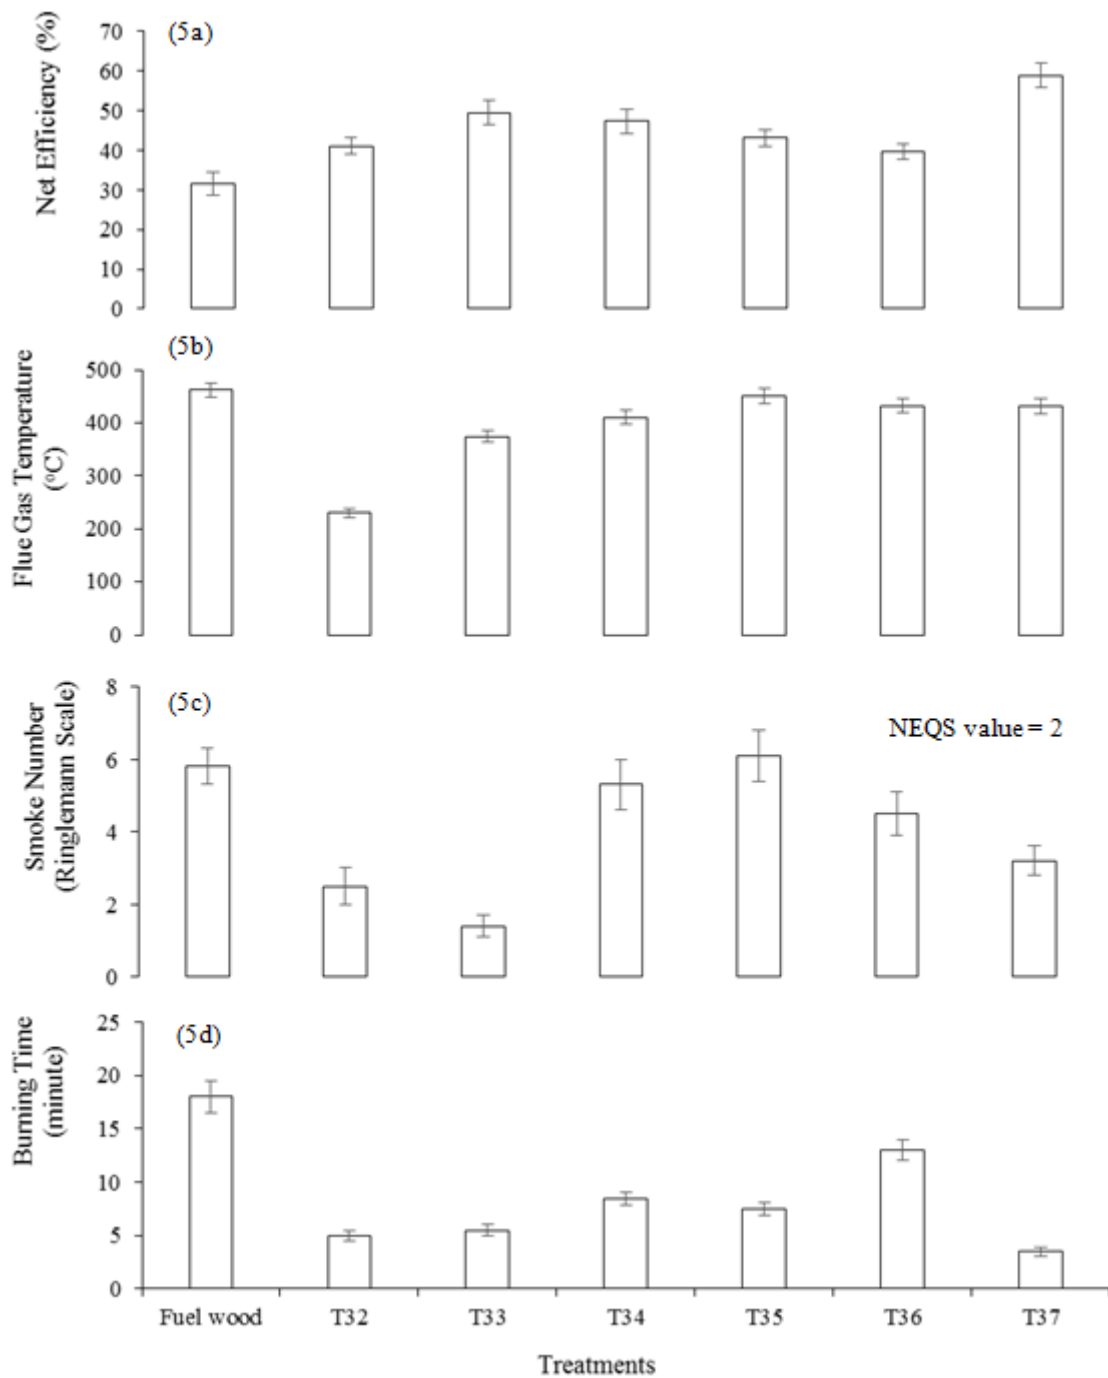 (5a)
Net Efficiency (%)
70
60
50
40
30
20
10
0
(5b)
Flue Gas Temperature
(°C)
500
400
300
200
100
0
(5c)
Smoke Number
(Ringlemann Scale)
NEQS value = 2
8
6
4
2
0
(5d)
Burning Time
(minute)
25
20
15
10
5
0
Fuel wood T32 T33 T34 T35 T36 T37
Treatments